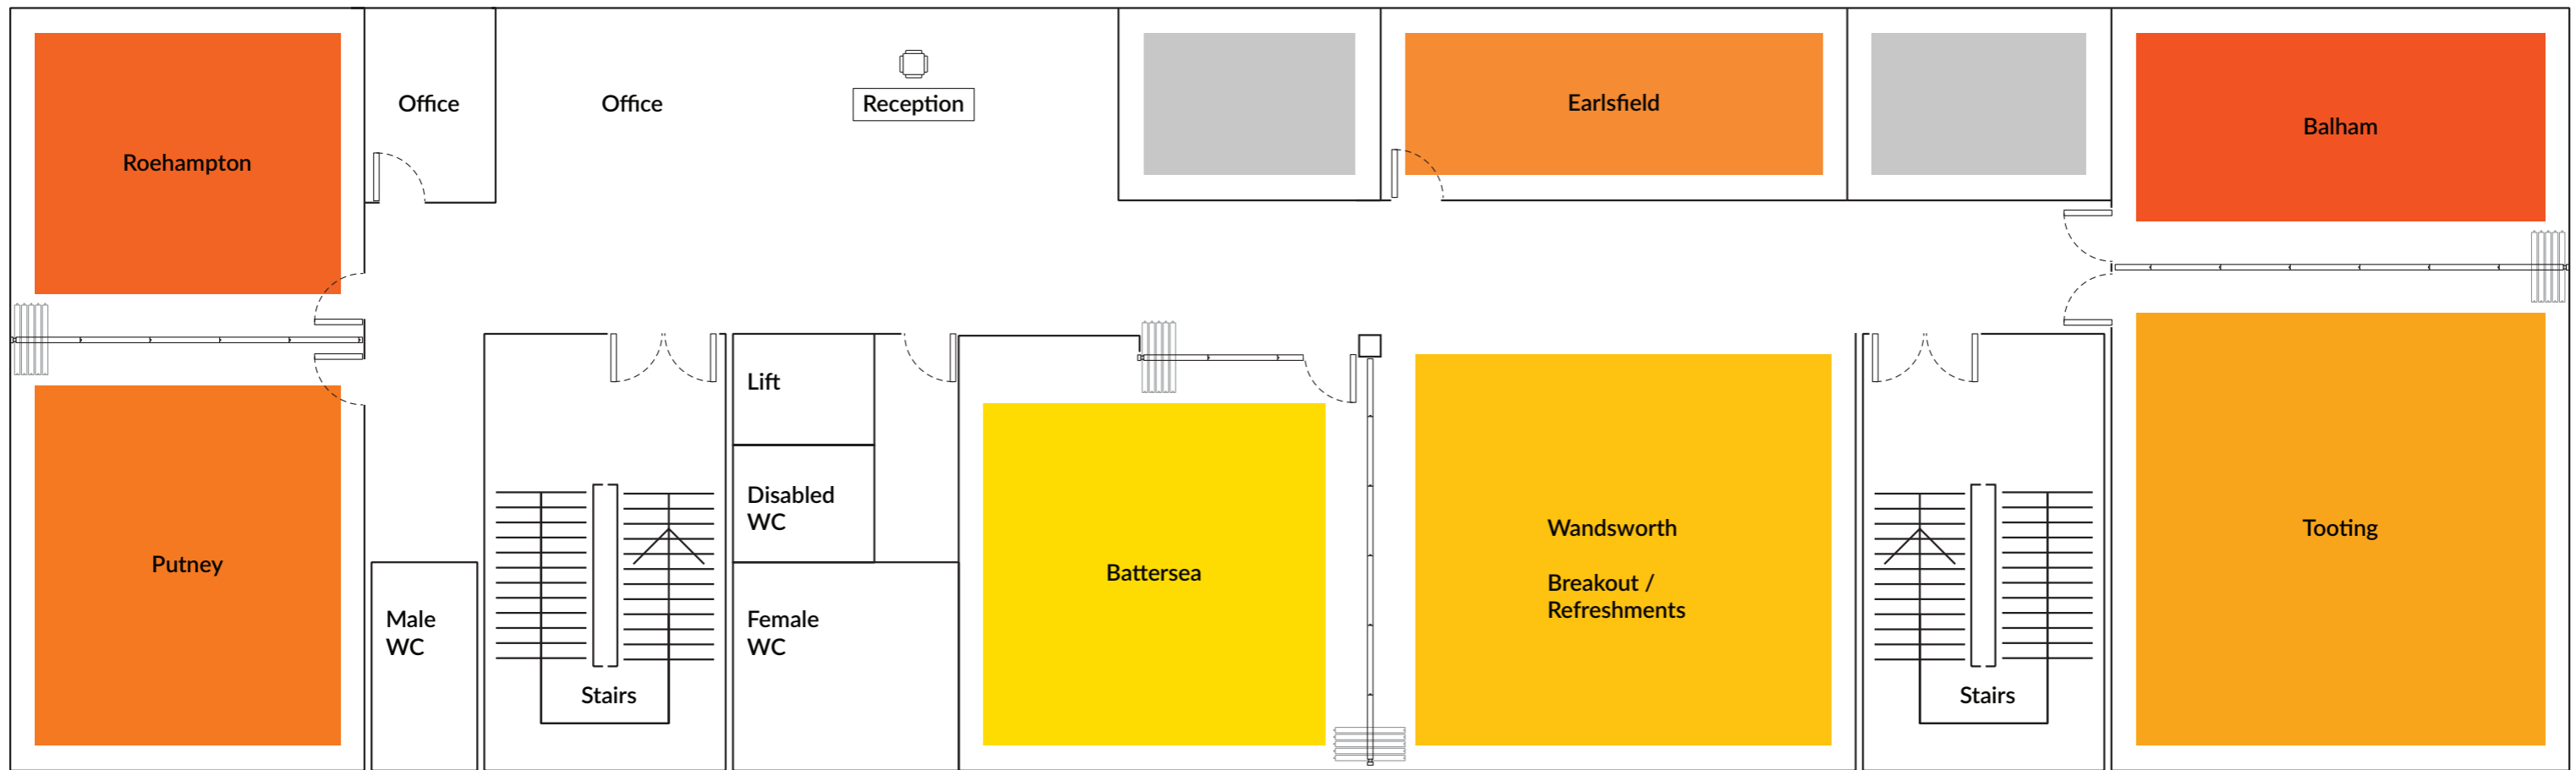 Roehampton
Office
Office
Reception
Earlsfield
Balham
Putney
Male
WC
Stairs
Lift
Disabled
WC
Female
WC
Battersea
Wandsworth
Breakout /
Refreshments
Stairs
Tooting